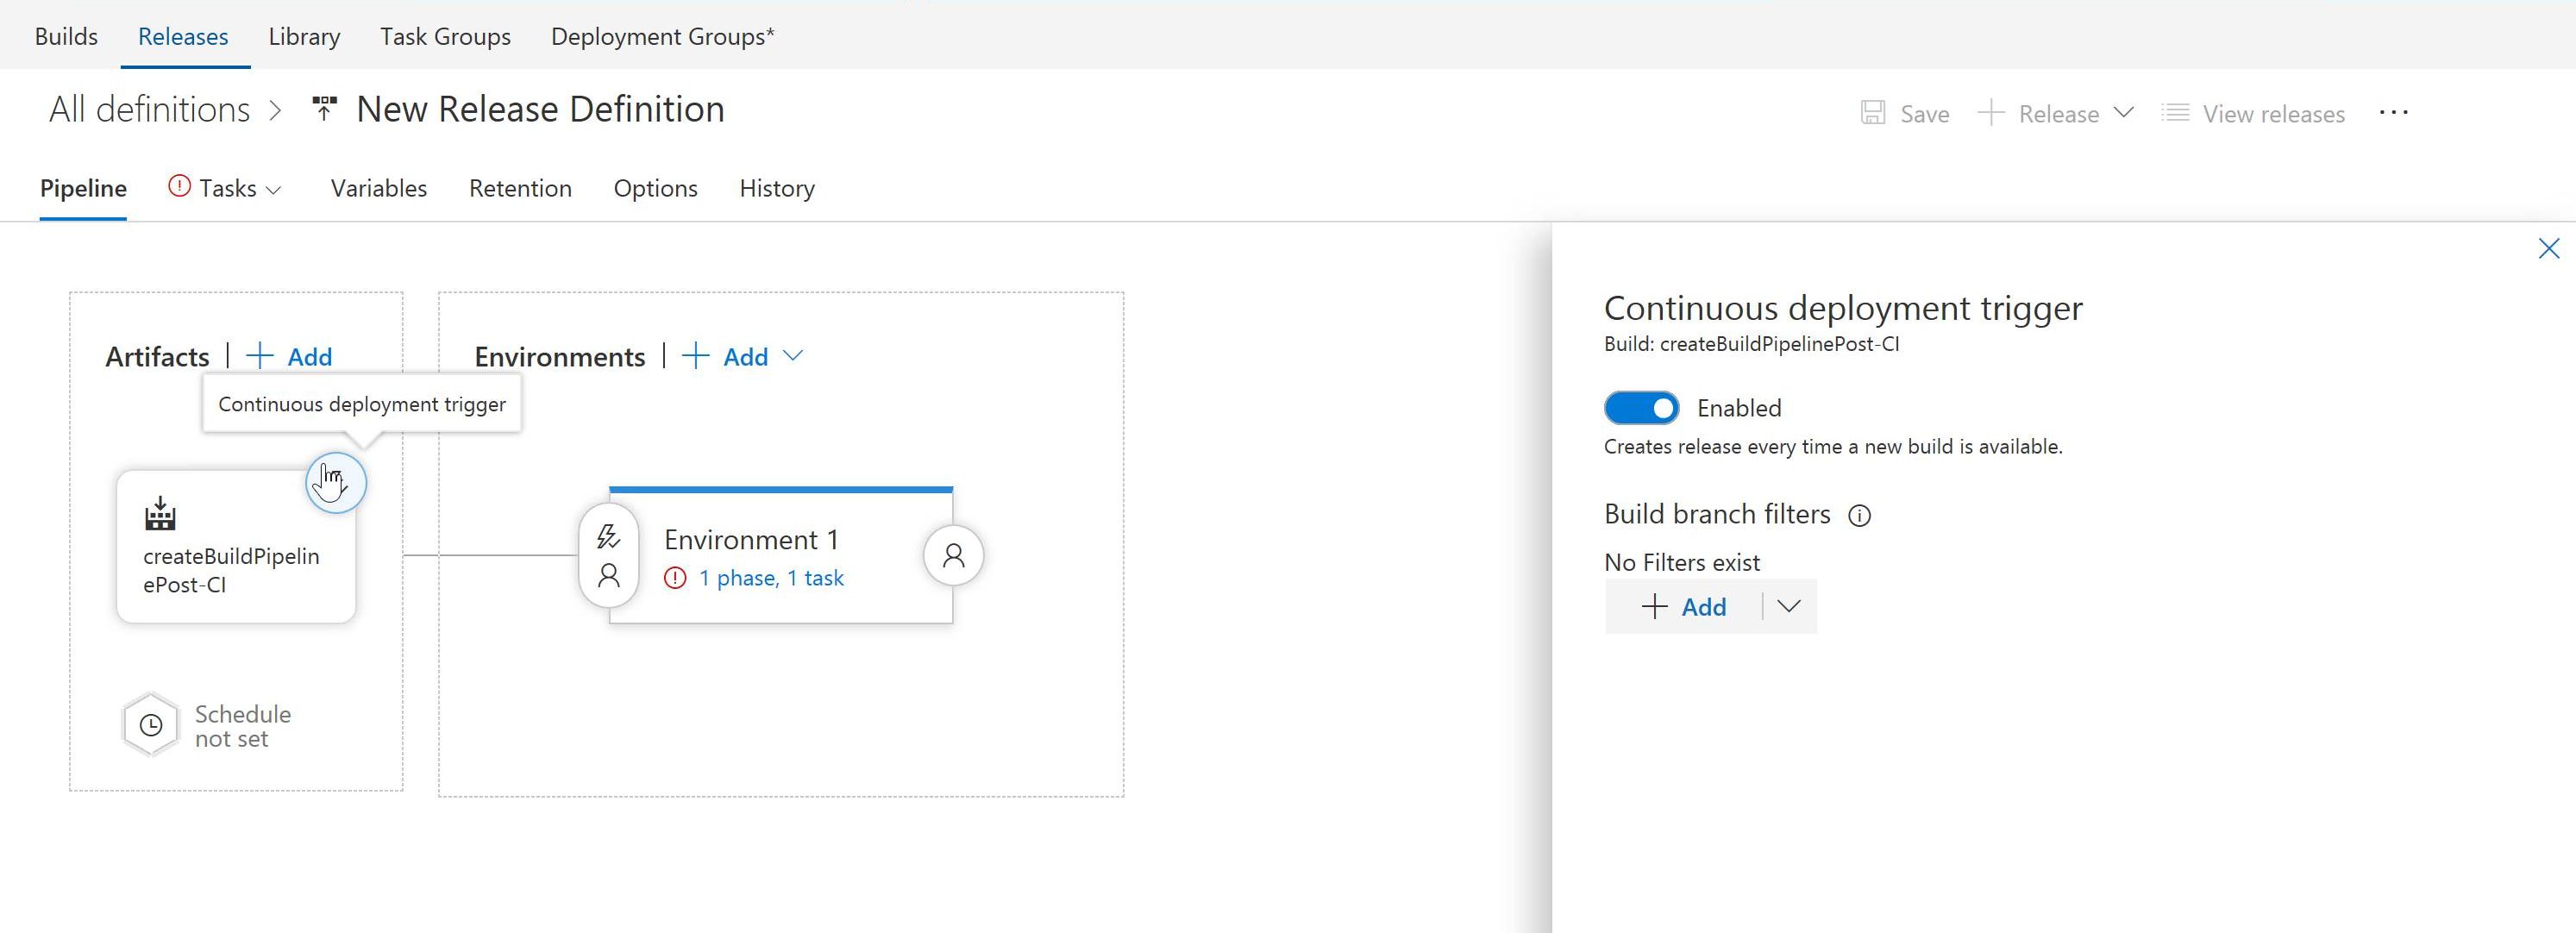 Builds Releases Library Task Groups Deployment Groups*
All definitions > New Release Definition
Save + Release View releases ...
Pipeline Tasks Variables Retention Options History
Artifacts | + Add
Environments | + Add
Continuous deployment trigger
createBuildPipelin
ePost-CI
Environment 1
1 phase, 1 task
Schedule
not set
Continuous deployment trigger
Build: createBuildPipelinePost-CI
Enabled
Creates release every time a new build is available.
Build branch filters
No Filters exist
+ Add